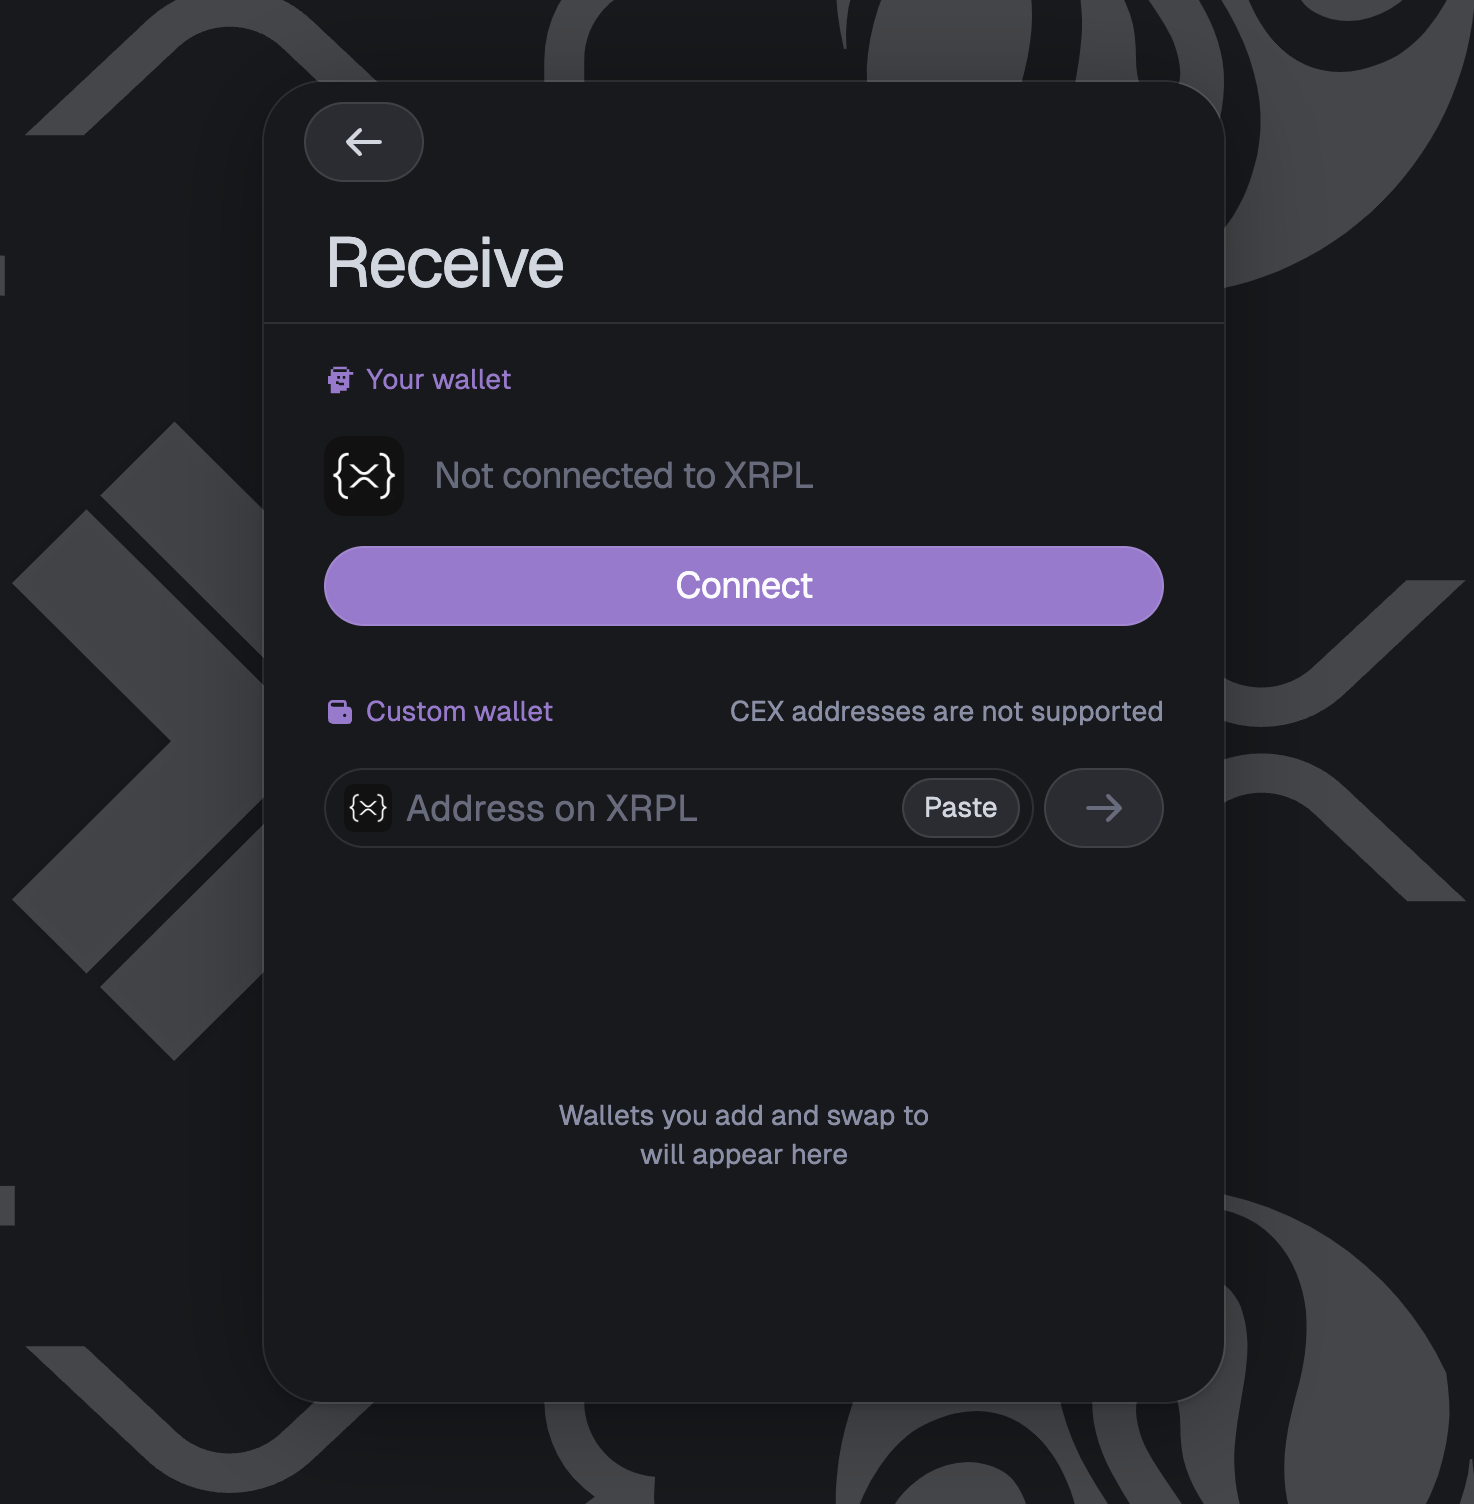 Receive
Your wallet
Not connected to XRPL
Connect
Custom wallet
CEX addresses are not supported
Address on XRPL
Paste
Wallets you add and swap to
will appear here